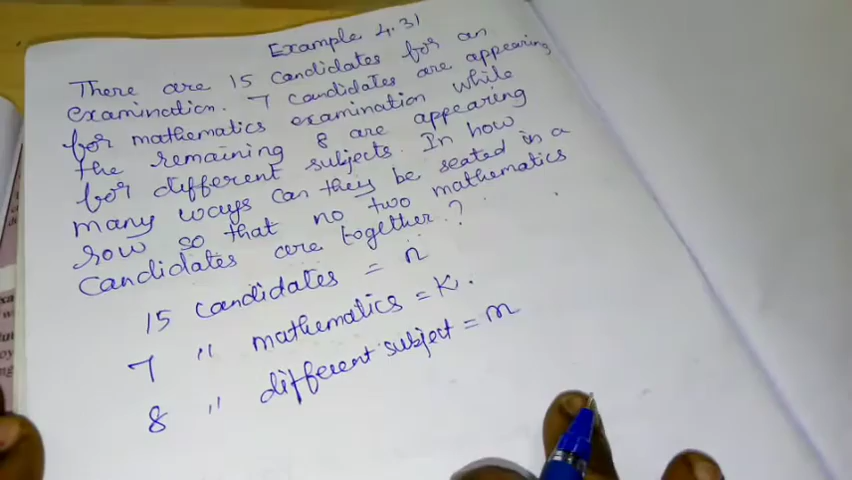 Example 4.31
There are 15 candidates for an
examination. 7 candidates are appearing
for mathematics examination while
the remaining 8 are appearing
for different subjects. In how
many ways can they be seated in a
row so that no two mathematics
candidates are together?
15 candidates = n
7 " mathematics = K.
8 " different subject = m